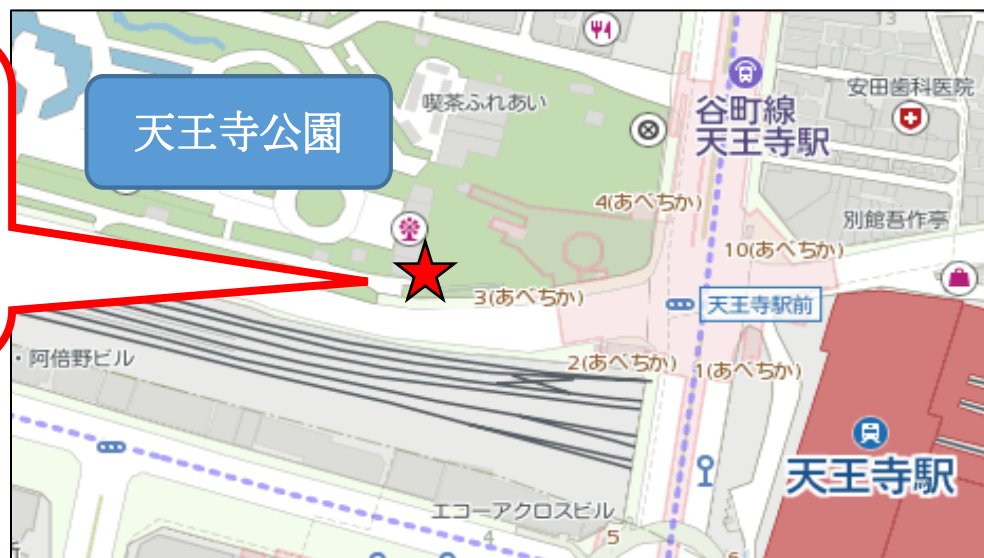 3
喫茶ふれあい
天王寺公園
谷町線
天王寺駅
安田歯科医院
4(あべちか)
別館吾作亭
10(あべちか)
3(あべちか)
天王寺駅前
・阿倍野ビル
2(あべちか)
1(あべちか)
天王寺駅
エコーアクロスビル
4
5
6